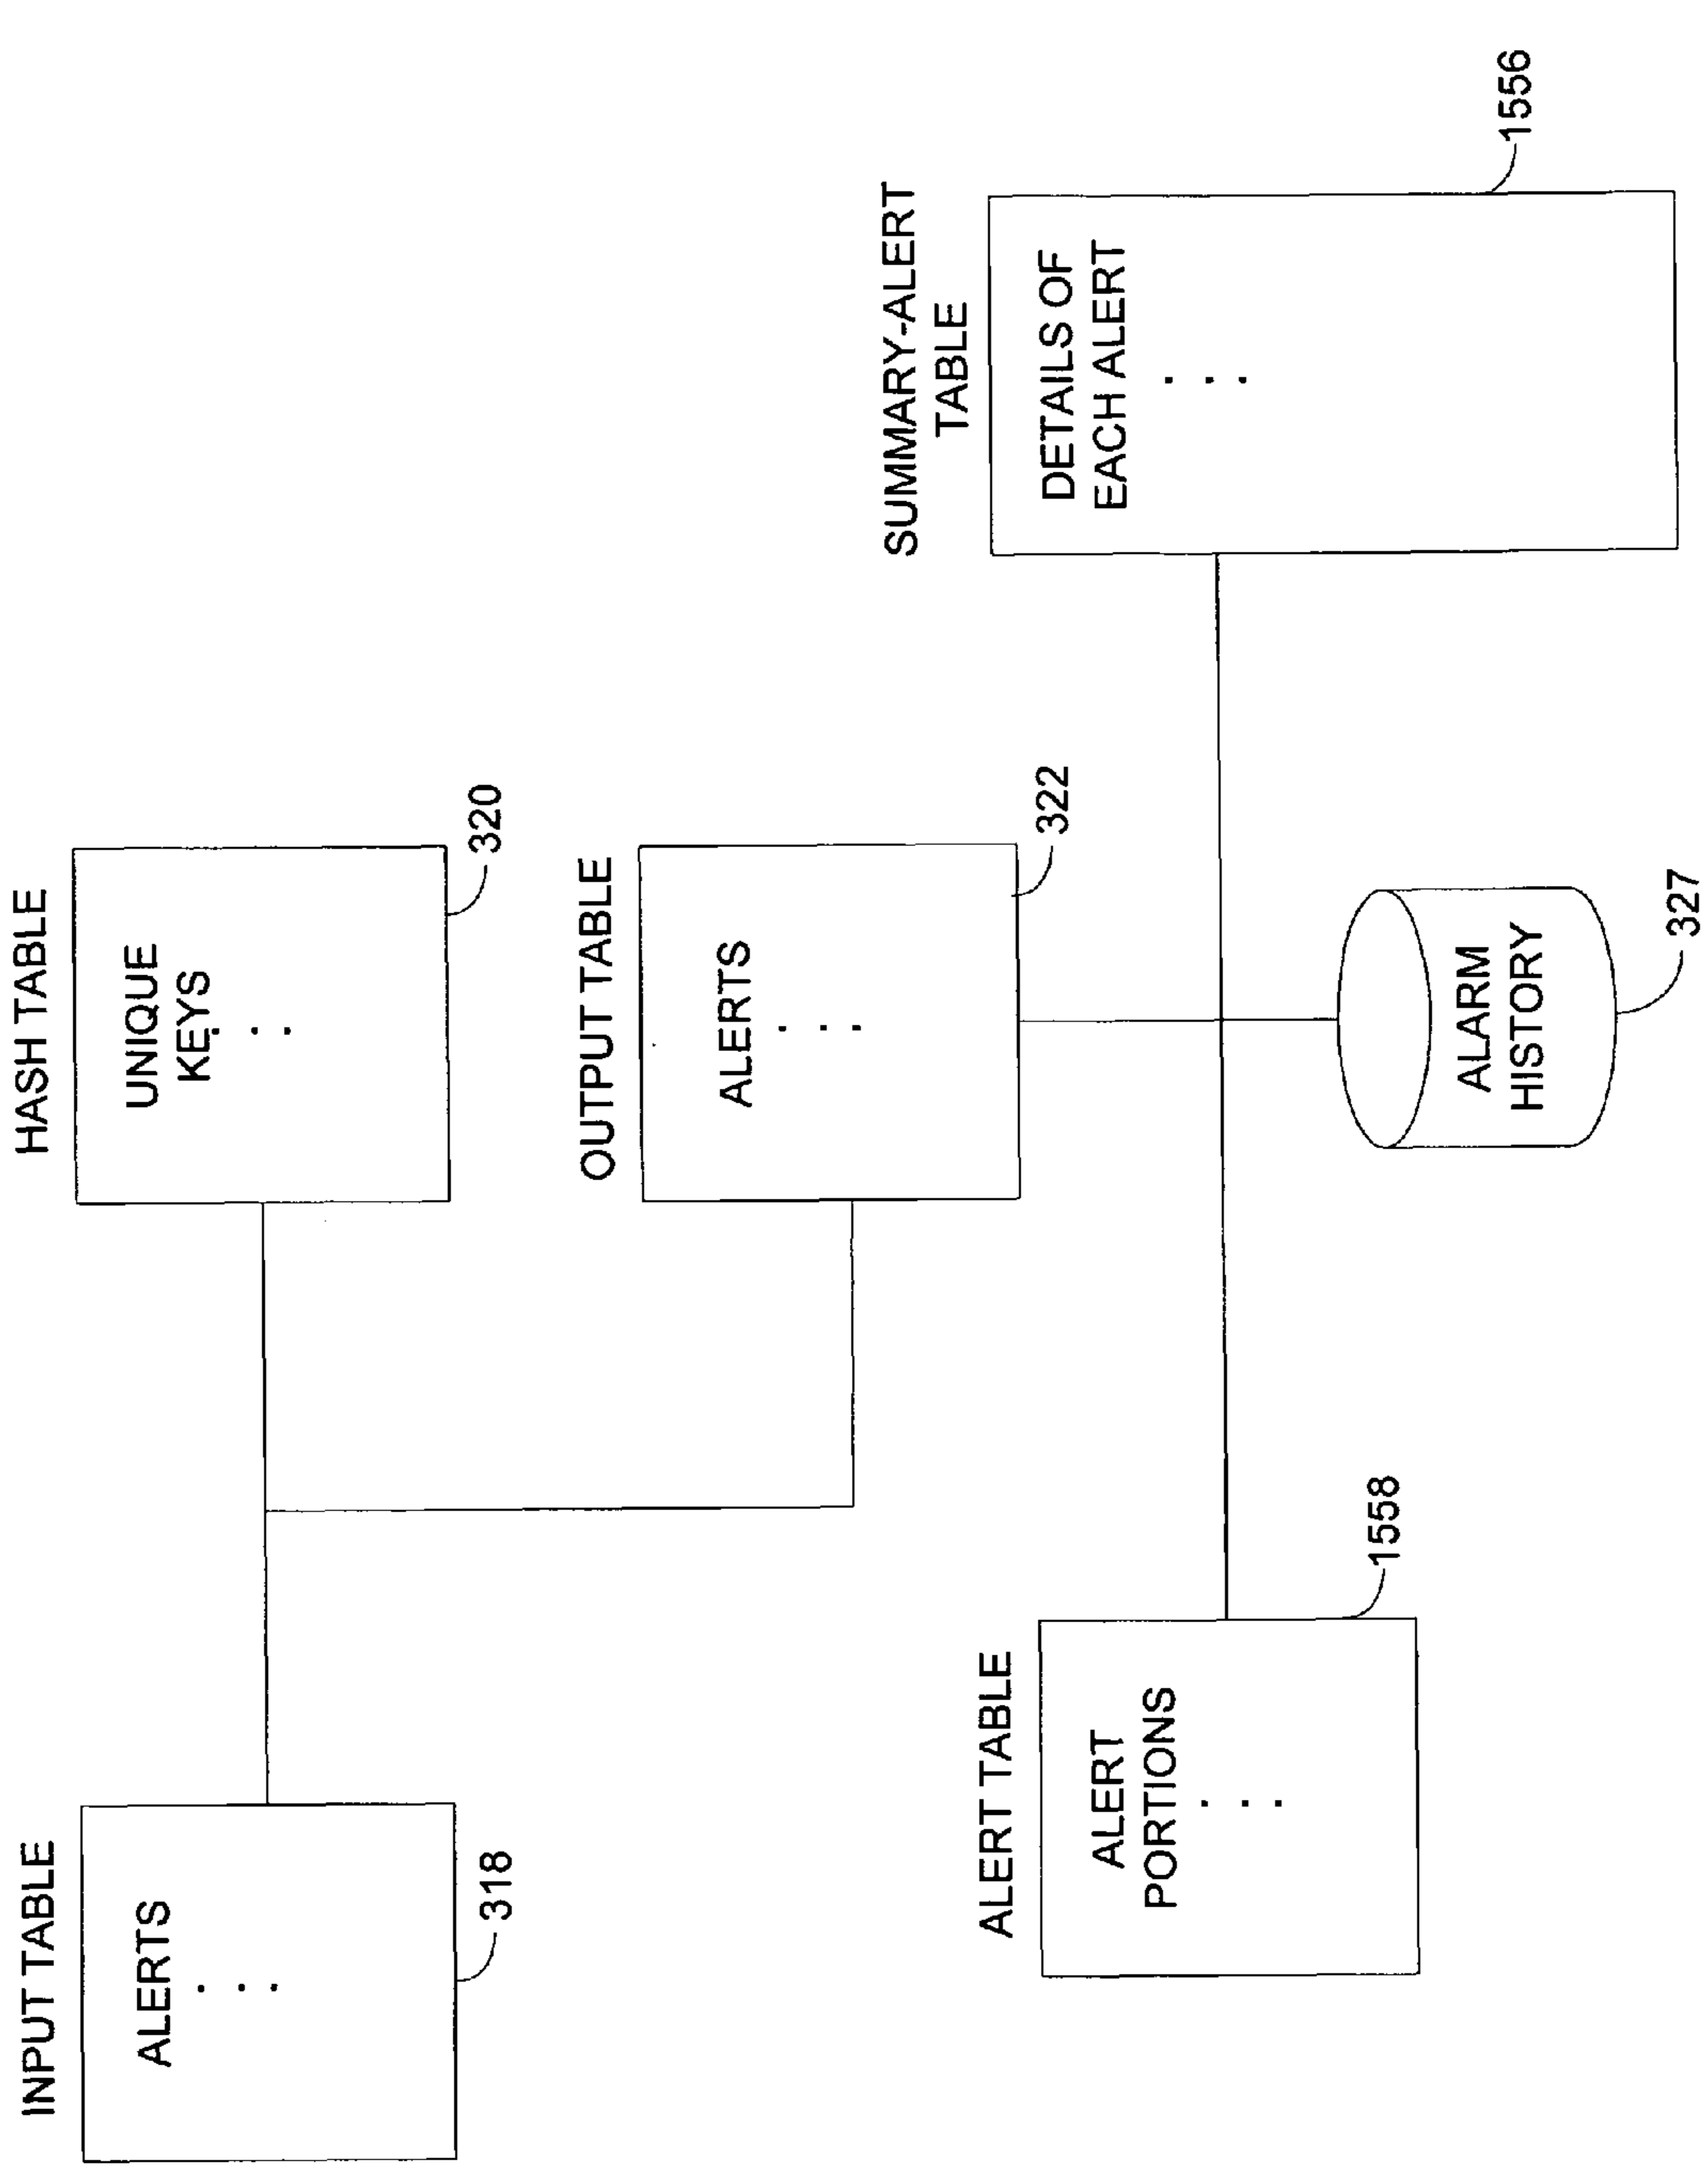 INPUT TABLE
ALERTS
318
HASH TABLE
UNIQUE
KEYS
320
OUTPUT TABLE
ALERTS
322
ALERT TABLE
ALERT
PORTIONS
1558
ALARM
HISTORY
327
SUMMARY-ALERT
TABLE
DETAILS OF
EACH ALERT
1556